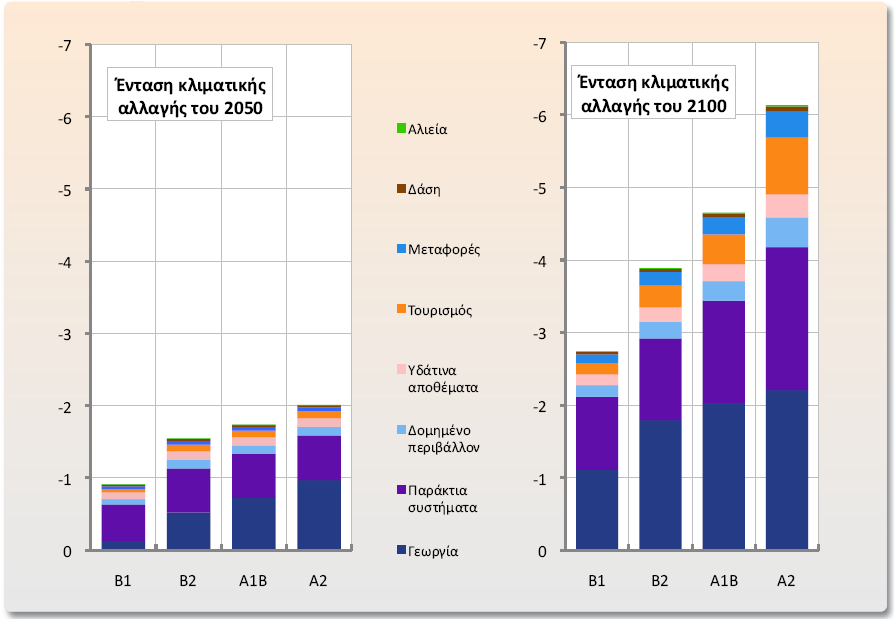 Ένταση κλιματικής
αλλαγής του 2050
-7
-6
-5
-4
-3
-2
-1
0
B1
B2
A1B
A2
Αλιεία
Δάση
Μεταφορές
Τουρισμός
Υδάτινα
αποθέματα
Δομημένο
περιβάλλον
Παράκτια
συστήματα
Γεωργία
Ένταση κλιματικής
αλλαγής του 2100
-7
-6
-5
-4
-3
-2
-1
0
B1
B2
A1B
A2